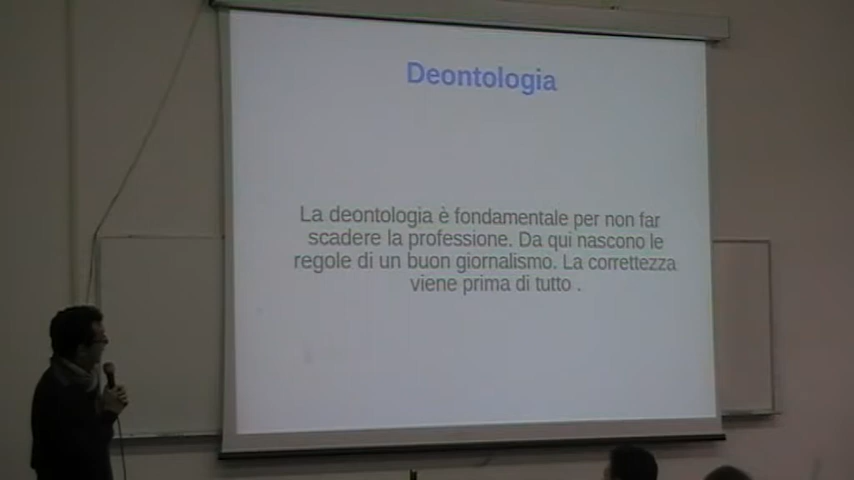 Deontologia
La deontologia è fondamentale per non far
scadere la professione. Da qui nascono le
regole di un buon giornalismo. La correttezza
viene prima di tutto .